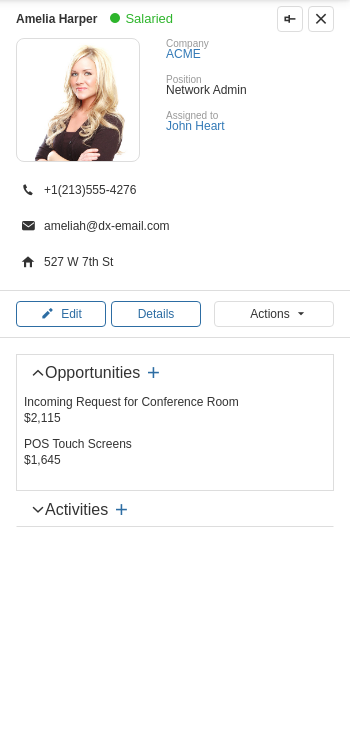 Amelia Harper Salaried
Company
ACME
Position
Network Admin
Assigned to
John Heart
+1(213)555-4276
ameliah@dx-email.com
527 W 7th St
Edit Details Actions
Opportunities
Incoming Request for Conference Room
$2,115
POS Touch Screens
$1,645
Activities